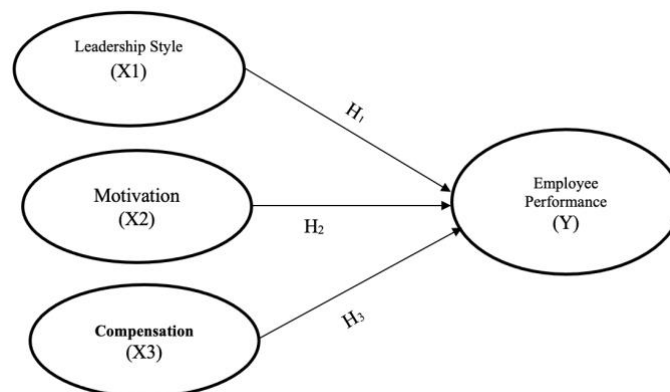 Leadership Style
(X1)
H₁
Motivation
(X2)
H₂
Employee
Performance
(Y)
Compensation
(X3)
H₃